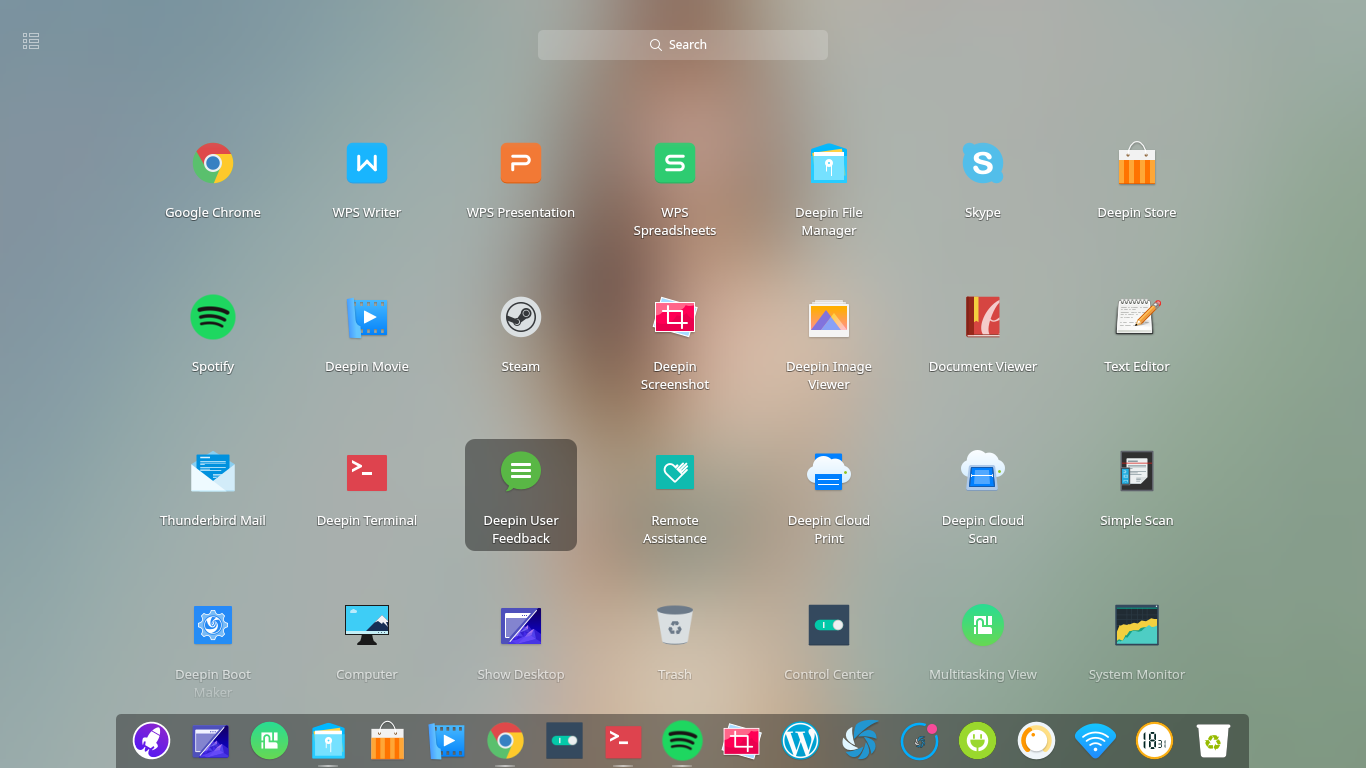 Search
Google Chrome
WPS Writer
WPS Presentation
WPS
Spreadsheets
Deepin File
Manager
Skype
Deepin Store
Spotify
Deepin Movie
Steam
Deepin
Screenshot
Deepin Image
Viewer
Document Viewer
Text Editor
Thunderbird Mail
Deepin Terminal
Deepin User
Feedback
Remote
Assistance
Deepin Cloud
Print
Deepin Cloud
Scan
Simple Scan
Deepin Boot
Maker
Computer
Show Desktop
Trash
Control Center
Multitasking View
System Monitor
18 31